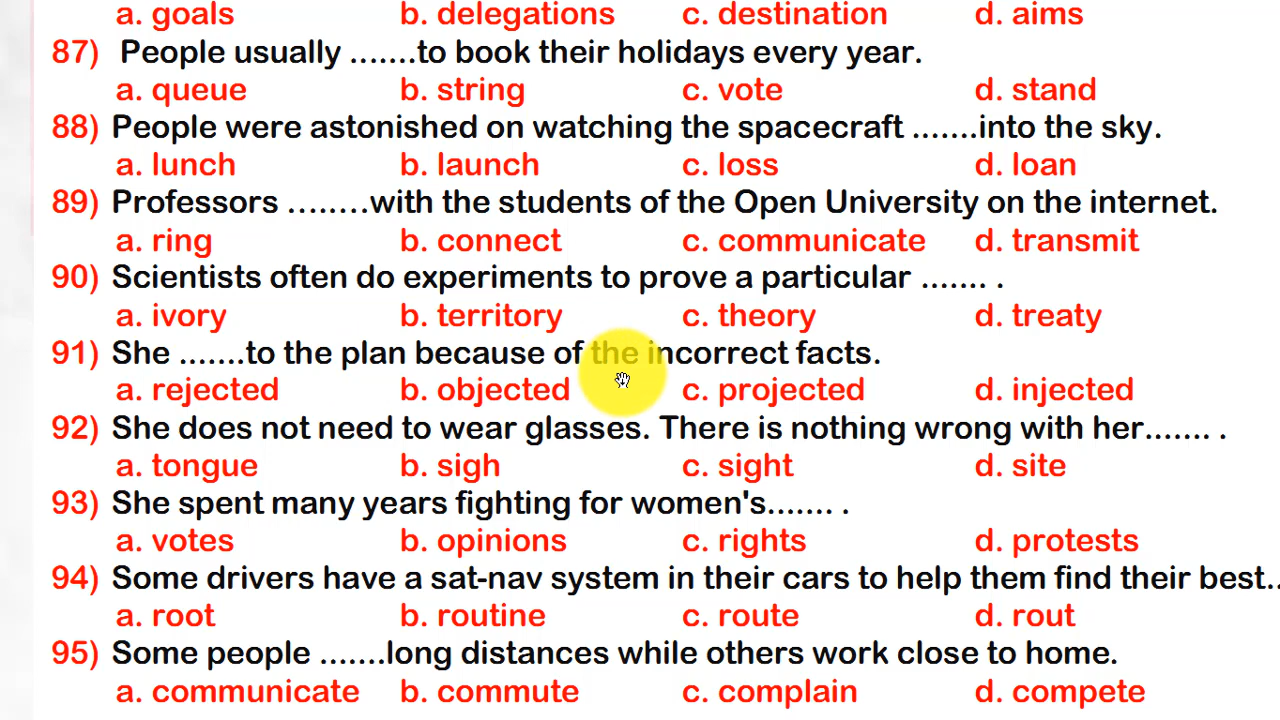 a. goals b. delegations c. destination d. aims
87) People usually .......to book their holidays every year.
a. queue b. string c. vote d. stand
88) People were astonished on watching the spacecraft .......into the sky.
a. lunch b. launch c. loss d. loan
89) Professors ........with the students of the Open University on the internet.
a. ring b. connect c. communicate d. transmit
90) Scientists often do experiments to prove a particular ....... .
a. ivory b. territory c. theory d. treaty
91) She .......to the plan because of the incorrect facts.
a. rejected b. objected c. projected d. injected
92) She does not need to wear glasses. There is nothing wrong with her....... .
a. tongue b. sigh c. sight d. site
93) She spent many years fighting for women's....... .
a. votes b. opinions c. rights d. protests
94) Some drivers have a sat-nav system in their cars to help them find their best..
a. root b. routine c. route d. rout
95) Some people .......long distances while others work close to home.
a. communicate b. commute c. complain d. compete